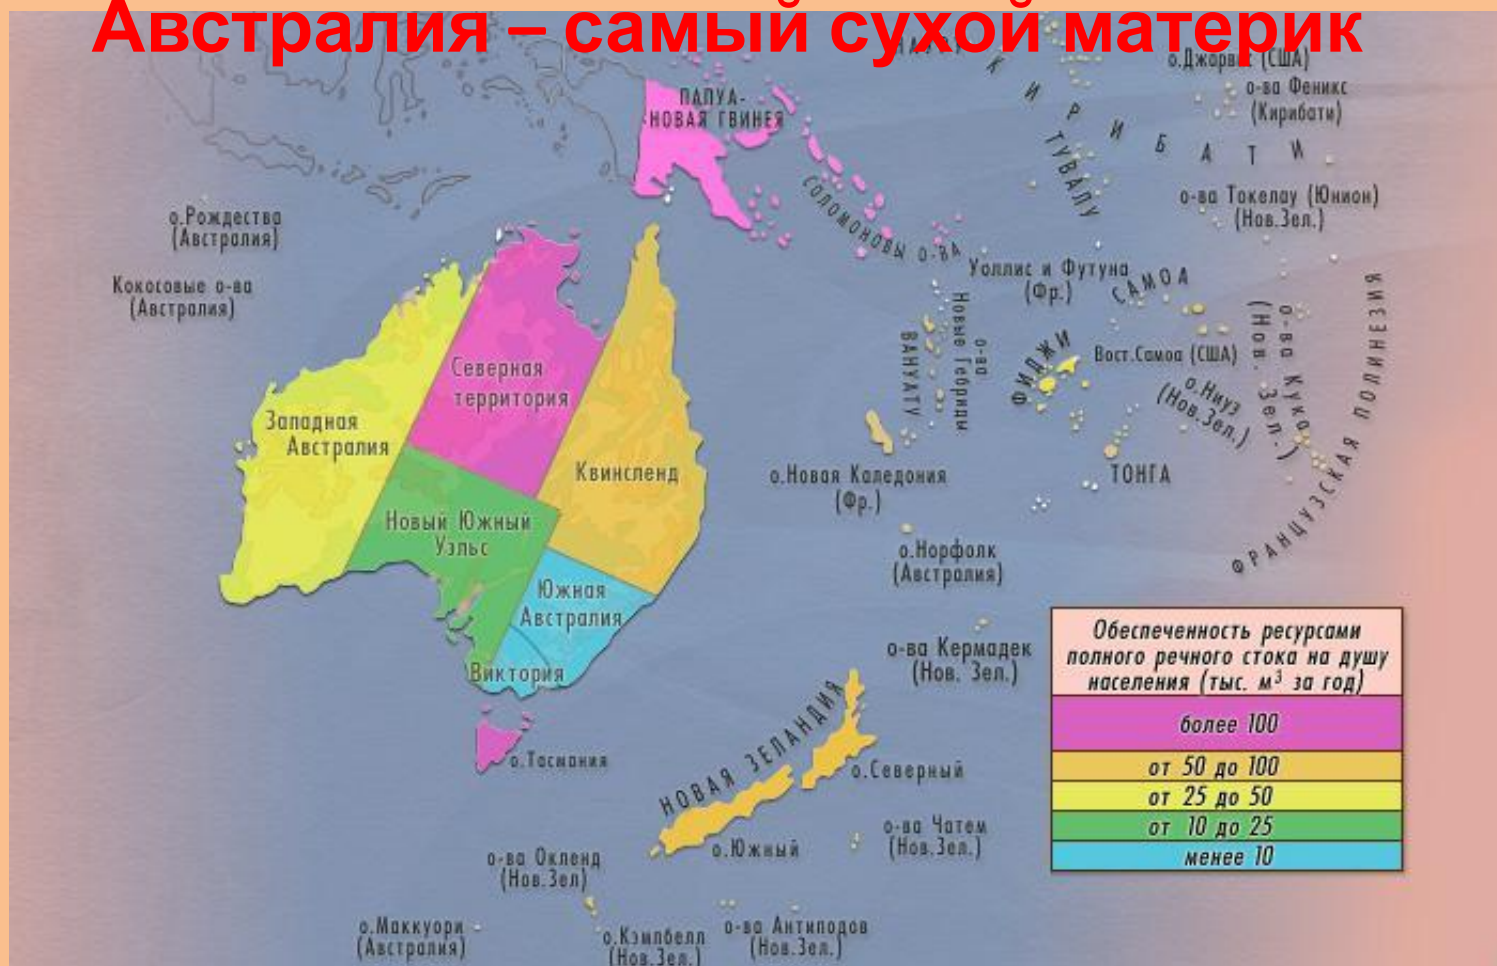 Австралия – самый сухой материк
НАУРУ
КИРИБАТИ
о.Джарвис (США)
о-ва Феникс
(Кирибати)
ПАПУА-
НОВАЯ ГВИНЕЯ
ТУВАЛУ
о-ва Токелау (Юнион)
(Нов.Зел.)
СОЛОМОНОВЫ О-ВА
о.Рождества
(Австралия)
Кокосовые о-ва
(Австралия)
Уоллис и Футуна
(Фр.)
САМОА
ВАНУАТУ
о-ва
Новые Гебриды
ФИДЖИ
Вост.Самоа (США)
о.Ниуэ
(Нов.Зел.)
о-ва Кука
(Нов. Зел.)
ФРАНЦУЗСКАЯ ПОЛИНЕЗИЯ
Северная
территория
Западная
Австралия
Квинсленд
о.Новая Каледония
(Фр.)
ТОНГА
Новый Южный
Уэльс
о.Норфолк
(Австралия)
Южная
Австралия
Виктория
о-ва Кермадек
(Нов. Зел.)
Обеспеченность ресурсами
полного речного стока на душу
населения (тыс. м³ за год)
более 100
от 50 до 100
от 25 до 50
от 10 до 25
менее 10
о.Тасмания
НОВАЯ ЗЕЛАНДИЯ
о.Северный
о.Южный
о-ва Чатем
(Нов.Зел.)
о-ва Окленд
(Нов.Зел)
о.Маккуори
(Австралия)
о.Кэмпбелл
(Нов.Зел.)
о-ва Антиподов
(Нов.Зел.)